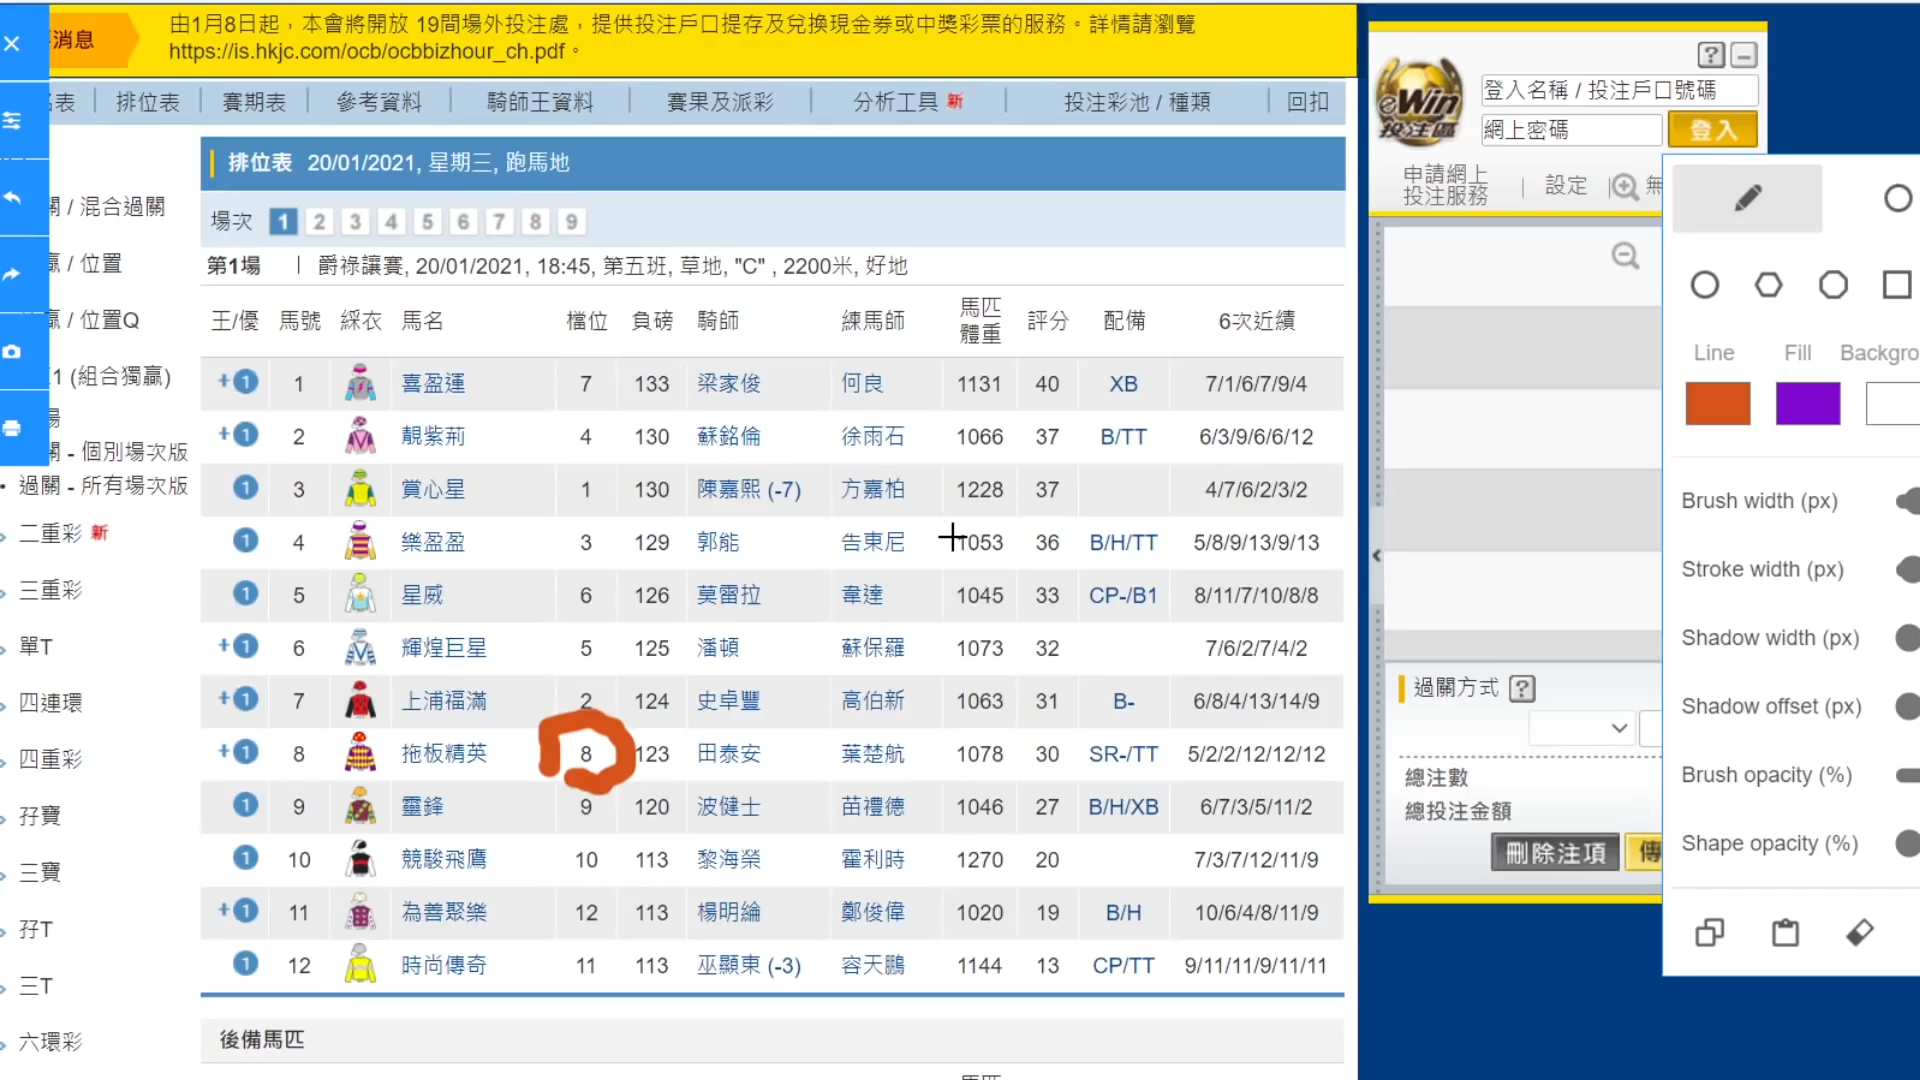 消息
由1月8日起，本會將開放 19間場外投注處，提供投注戶口提存及兌換現金券或中獎彩票的服務。詳情請瀏覽
https://is.hkjc.com/ocb/ocbbizhour_ch.pdf。
表 排位表 賽期表 參考資料 騎師王資料 賽果及派彩 分析工具 新 投注彩池 / 種類 回扣
排位表 20/01/2021, 星期三, 跑馬地
場次 1 2 3 4 5 6 7 8 9
第1場 | 爵祿讓賽, 20/01/2021, 18:45, 第五班, 草地, "C" , 2200米, 好地
王/優 馬號 綵衣 馬名 檔位 負磅 騎師 練馬師 馬匹體重 評分 配備 6次近績
+1 1 喜盈運 7 133 梁家俊 何良 1131 40 XB 7/1/6/7/9/4
+1 2 靚紫荊 4 130 蘇銘倫 徐雨石 1066 37 B/TT 6/3/9/6/6/12
1 3 賞心星 1 130 陳嘉熙 (-7) 方嘉柏 1228 37 4/7/6/2/3/2
1 4 樂盈盈 3 129 郭能 告東尼 1053 36 B/H/TT 5/8/9/13/9/13
1 5 星威 6 126 莫雷拉 韋達 1045 33 CP-/B1 8/11/7/10/8/8
+1 6 輝煌巨星 5 125 潘頓 蘇保羅 1073 32 7/6/2/7/4/2
+1 7 上浦福滿 2 124 史卓豐 高伯新 1063 31 B- 6/8/4/13/14/9
+1 8 拖板精英 8 123 田泰安 葉楚航 1078 30 SR-/TT 5/2/2/12/12/12
1 9 靈鋒 9 120 波健士 苗禮德 1046 27 B/H/XB 6/7/3/5/11/2
1 10 競駿飛鷹 10 113 黎海榮 霍利時 1270 20 7/3/7/12/11/9
+1 11 為善聚樂 12 113 楊明綸 鄭俊偉 1020 19 B/H 10/6/4/8/11/9
1 12 時尚傳奇 11 113 巫顯東 (-3) 容天鵬 1144 13 CP/TT 9/11/11/9/11/11
後備馬匹
馬匹
關 / 混合過關
贏 / 位置
贏 / 位置Q
1 (組合獨贏)
場
關 - 個別場次版
• 過關 - 所有場次版
二重彩 新
三重彩
單T
四連環
四重彩
孖寶
三寶
孖T
三T
六環彩
eWin
投注區
登入名稱 / 投注戶口號碼
網上密碼
登入
申請網上
投注服務 | 設定 | 無
過關方式 ?
總注數
總投注金額
刪除注項 傳
Line Fill Backgro
Brush width (px)
Stroke width (px)
Shadow width (px)
Shadow offset (px)
Brush opacity (%)
Shape opacity (%)